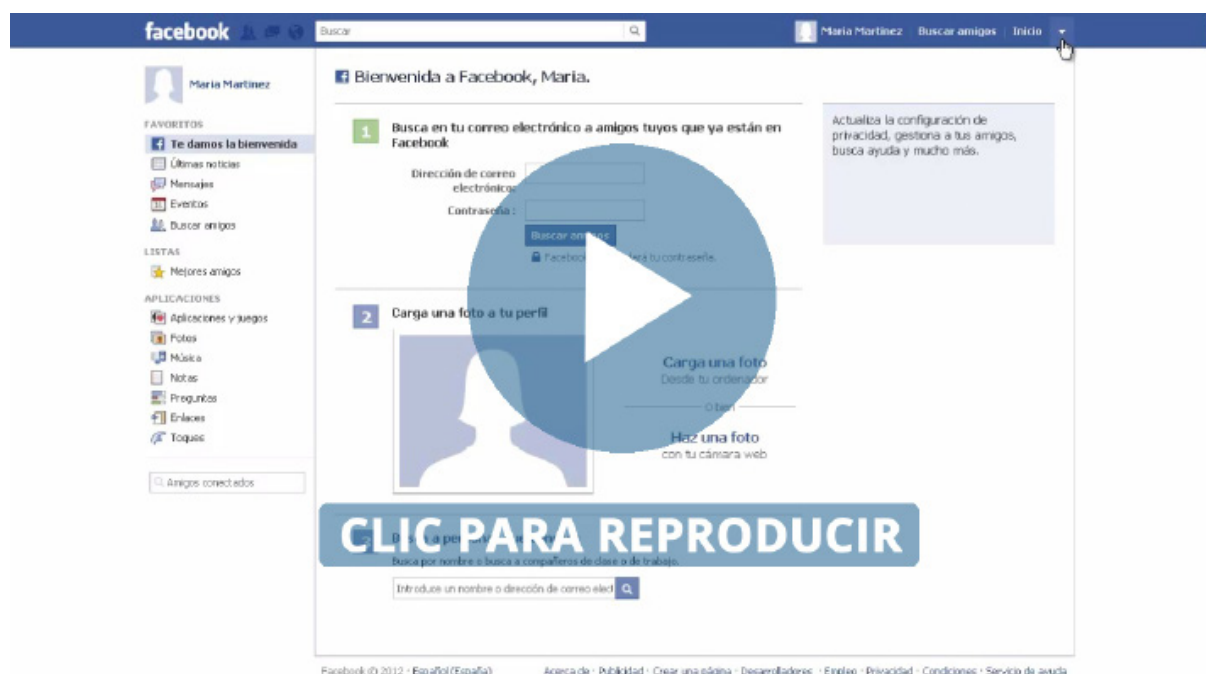 facebook
Buscar
Maria Martinez
Buscar amigos
Inicio
Maria Martinez
FAVORITOS
Te damos la bienvenida
Últimas noticias
Mensajes
Eventos
Buscar amigos
LISTAS
Mejores amigos
APLICACIONES
Aplicaciones y juegos
Fotos
Música
Notas
Preguntas
Enlaces
Toques
Amigos conectados
Bienvenida a Facebook, Maria.
1
Busca en tu correo electrónico a amigos tuyos que ya están en
Facebook
Dirección de correo
electrónico:
Contraseña :
Buscar amigos
Facebook tu contraseña.
2
Carga una foto a tu perfil
Carga una foto
Desde tu ordenador
O bien
Haz una foto
con tu cámara web
CLIC PARA REPRODUCIR
Busca por nombre o busca a compañeros de clase o de trabajo.
Introduce un nombre o dirección de correo elect
Actualiza la configuración de
privacidad, gestiona a tus amigos,
busca ayuda y mucho más.
Facebook © 2012 · Español (España)
Acerca de · Publicidad · Crear una página · Desarrolladores · Empleo · Privacidad · Condiciones · Servicio de ayuda